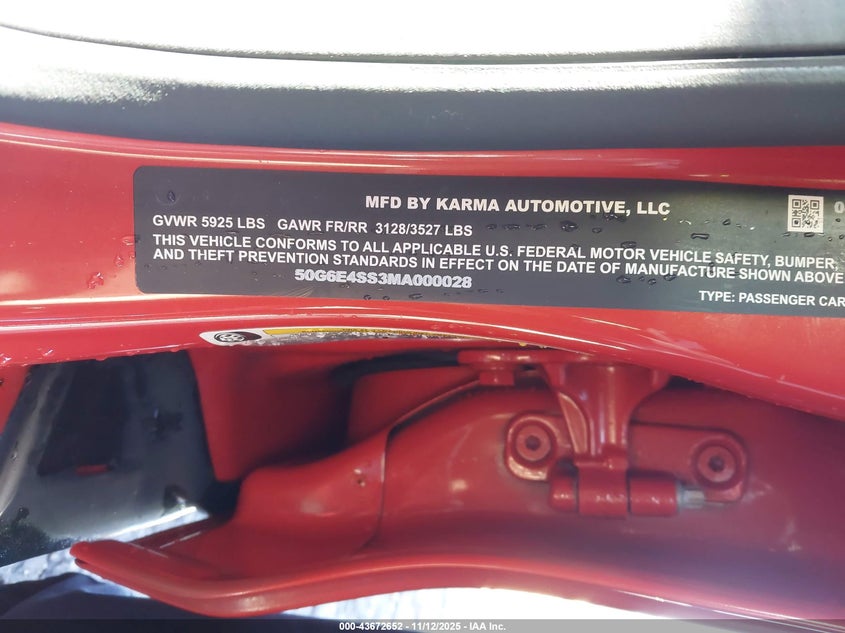 MFD BY KARMA AUTOMOTIVE, LLC
0
GVWR 5925 LBS GAWR FR/RR 3128/3527 LBS
THIS VEHICLE CONFORMS TO ALL APPLICABLE U.S. FEDERAL MOTOR VEHICLE SAFETY, BUMPER,
AND THEFT PREVENTION STANDARDS IN EFFECT ON THE DATE OF MANUFACTURE SHOWN ABOVE
50G6E4SS3MA000028
TYPE: PASSENGER CAR
000-43672652 - 11/12/2025 - IAA Inc.